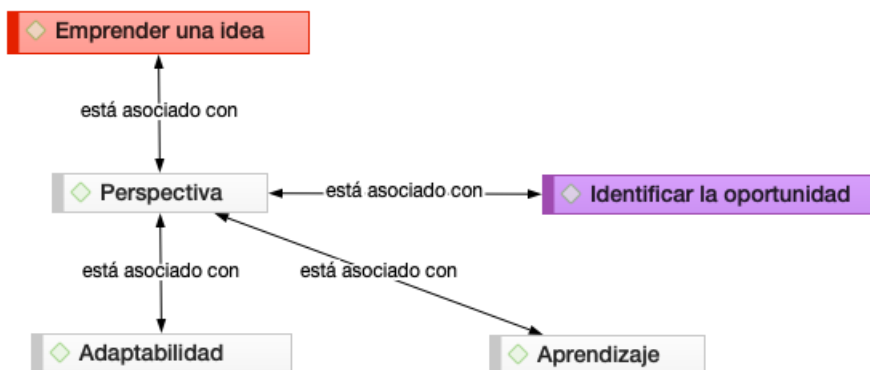 Emprender una idea
está asociado con
Perspectiva
está asociado con
Identificar la oportunidad
está asociado con
está asociado con
Adaptabilidad
Aprendizaje